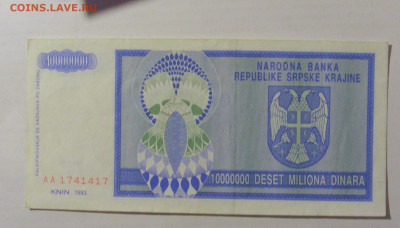 COINS.LAVE.RU
10000000
NARODNA BANKA
REPUBLIKE SRPSKE KRAJINE
AA 1741417
KNIN, 1993.
10000000 DESET MILIONA DINARA